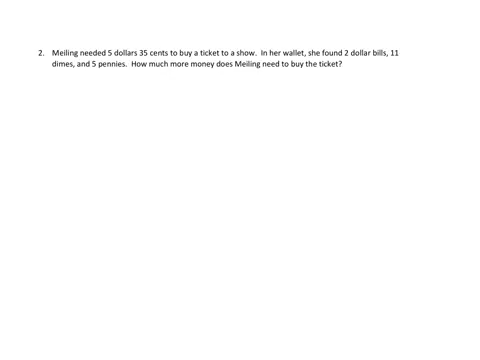 2. Meiling needed 5 dollars 35 cents to buy a ticket to a show. In her wallet, she found 2 dollar bills, 11
dimes, and 5 pennies. How much more money does Meiling need to buy the ticket?